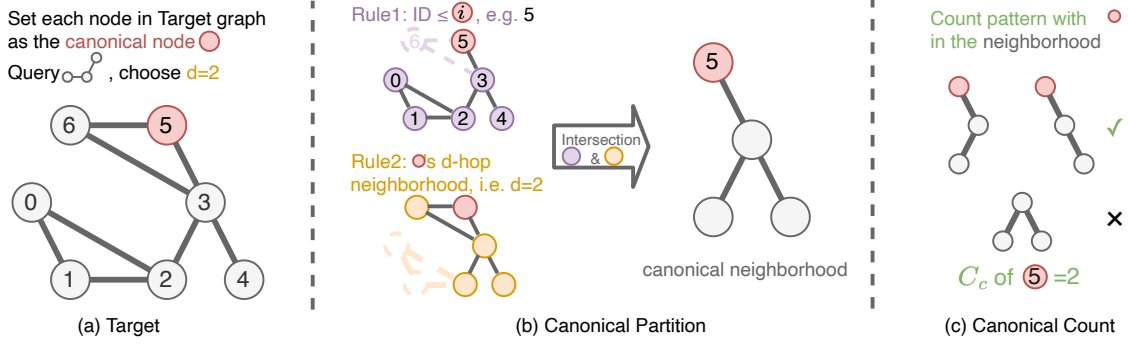 Set each node in Target graph
as the canonical node
Query , choose d=2
6
5
0
3
1
2
4
(a) Target
Rule1: ID ≤ i , e.g. 5
6
5
0
3
1
2
4
Rule2: 's d-hop
neighborhood, i.e. d=2
Intersection
&
(b) Canonical Partition
5
canonical neighborhood
Count pattern with
in the neighborhood
✓
×
C_c of 5 =2
(c) Canonical Count